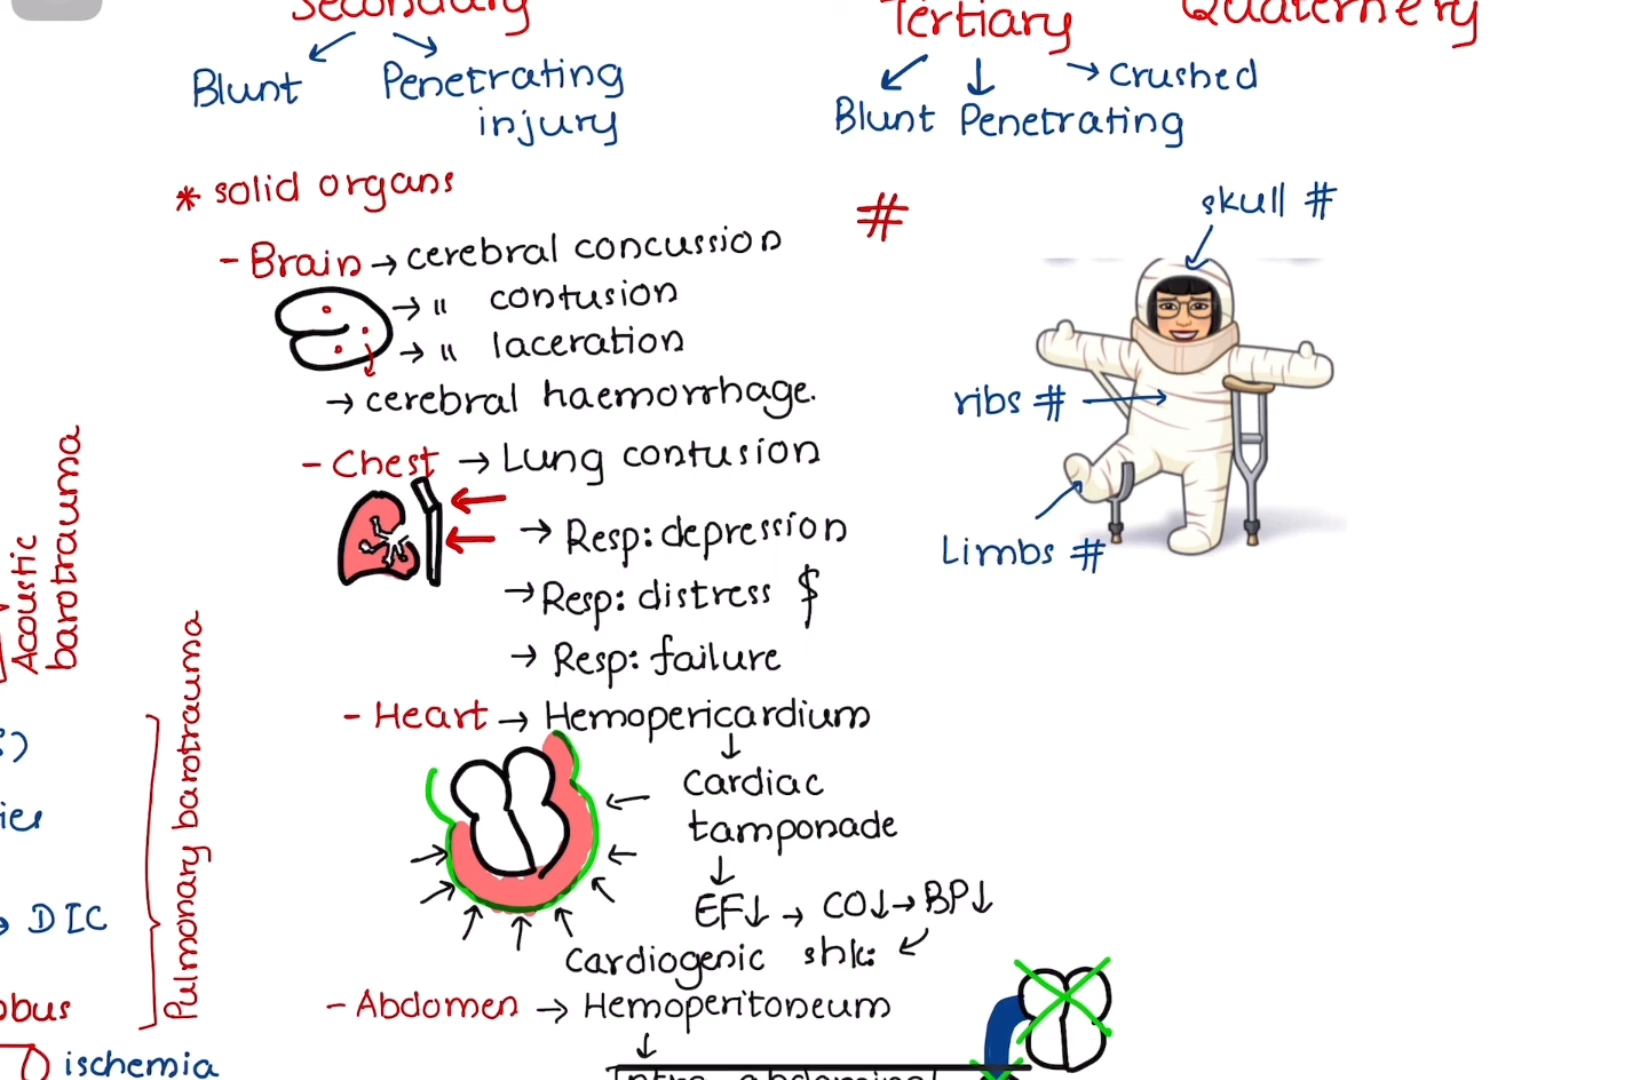 Secondary
Tertiary
Quaternery
Blunt
Penetrating
injury
→ crushed
Blunt
Penetrating
* solid organs
- Brain → cerebral concussion
→ " contusion
→ " laceration
→ cerebral haemorrhage.
- Chest → Lung contusion
→ Resp: depression
→ Resp: distress $
→ Resp: failure
- Heart → Hemopericardium
↓
Cardiac
tamponade
↓
EF↓ → CO↓ → BP↓
Cardiogenic shk:
- Abdomen → Hemoperitoneum
↓
#
skull #
ribs #
Limbs #
Acoustic
barotrauma
Pulmonary barotrauma
DIC
ischemia